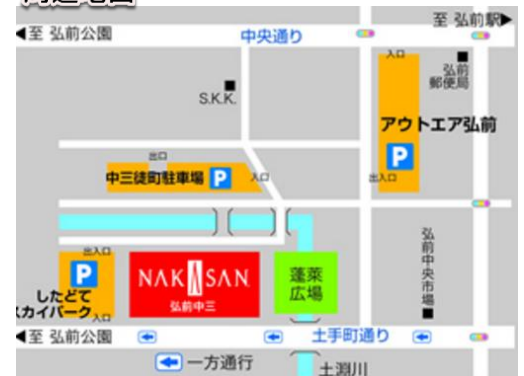 周辺地図
◀至 弘前公園
中央通り
至 弘前駅▶
入口
弘前
郵便局
S.K.K.
アウトエア弘前
P
出入口
出口
中三徒町駐車場 P
入口
弘前中央市場
出入口
P
したどて
スカイパーク
入口
NAKASAN
弘前中三
蓬莱
広場
◀至 弘前公園
土手町通り
一方通行
土淵川